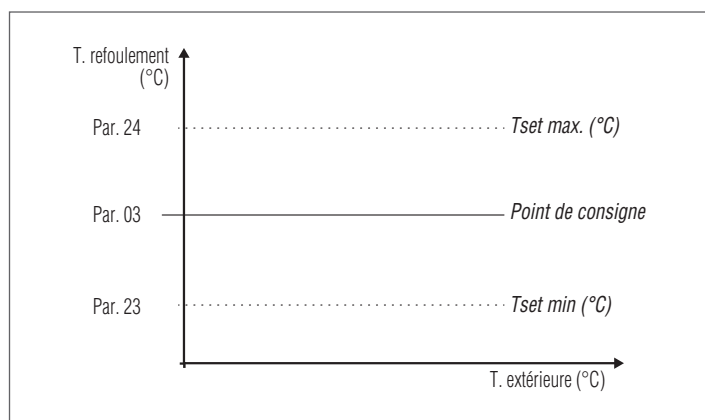 T. refoulement
(°C)
Par. 24
Tset max. (°C)
Par. 03
Point de consigne
Par. 23
Tset min (°C)
T. extérieure (°C)